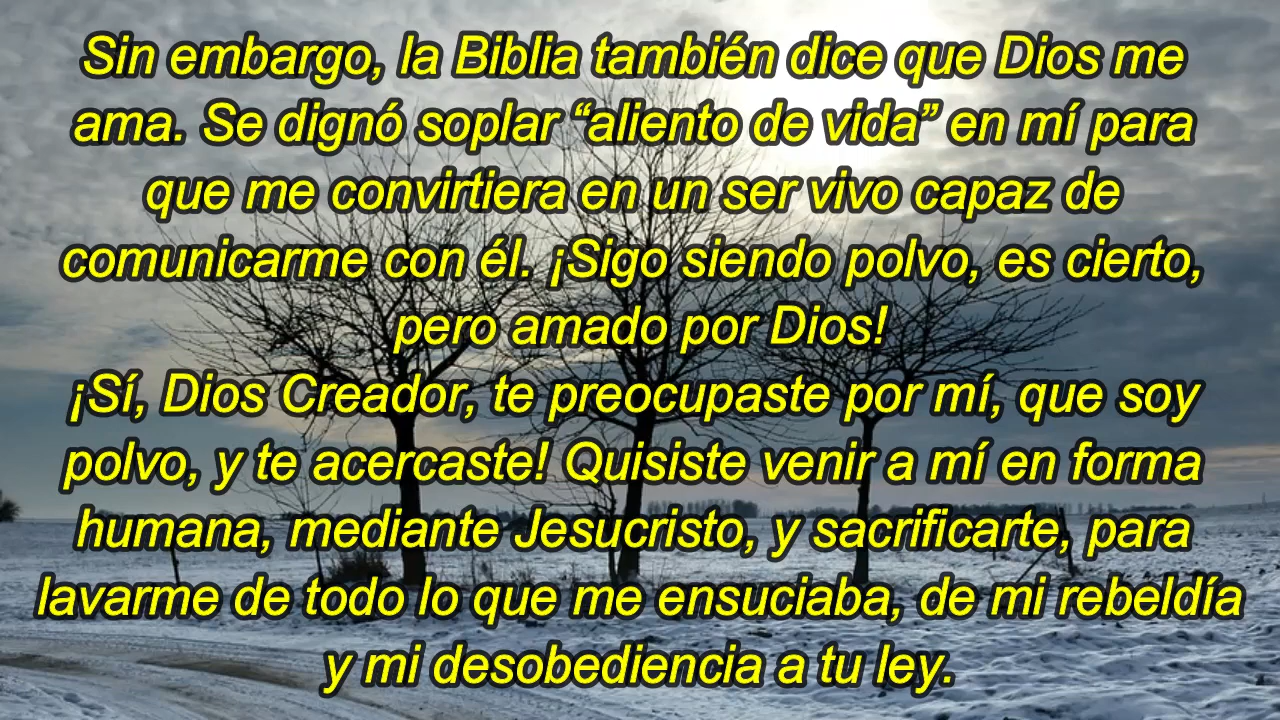 Sin embargo, la Biblia también dice que Dios me
ama. Se dignó soplar “aliento de vida” en mí para
que me convirtiera en un ser vivo capaz de
comunicarme con él. ¡Sigo siendo polvo, es cierto,
pero amado por Dios!
¡Sí, Dios Creador, te preocupaste por mí, que soy
polvo, y te acercaste! Quisiste venir a mí en forma
humana, mediante Jesucristo, y sacrificarte, para
lavarme de todo lo que me ensuciaba, de mi rebeldía
y mi desobediencia a tu ley.